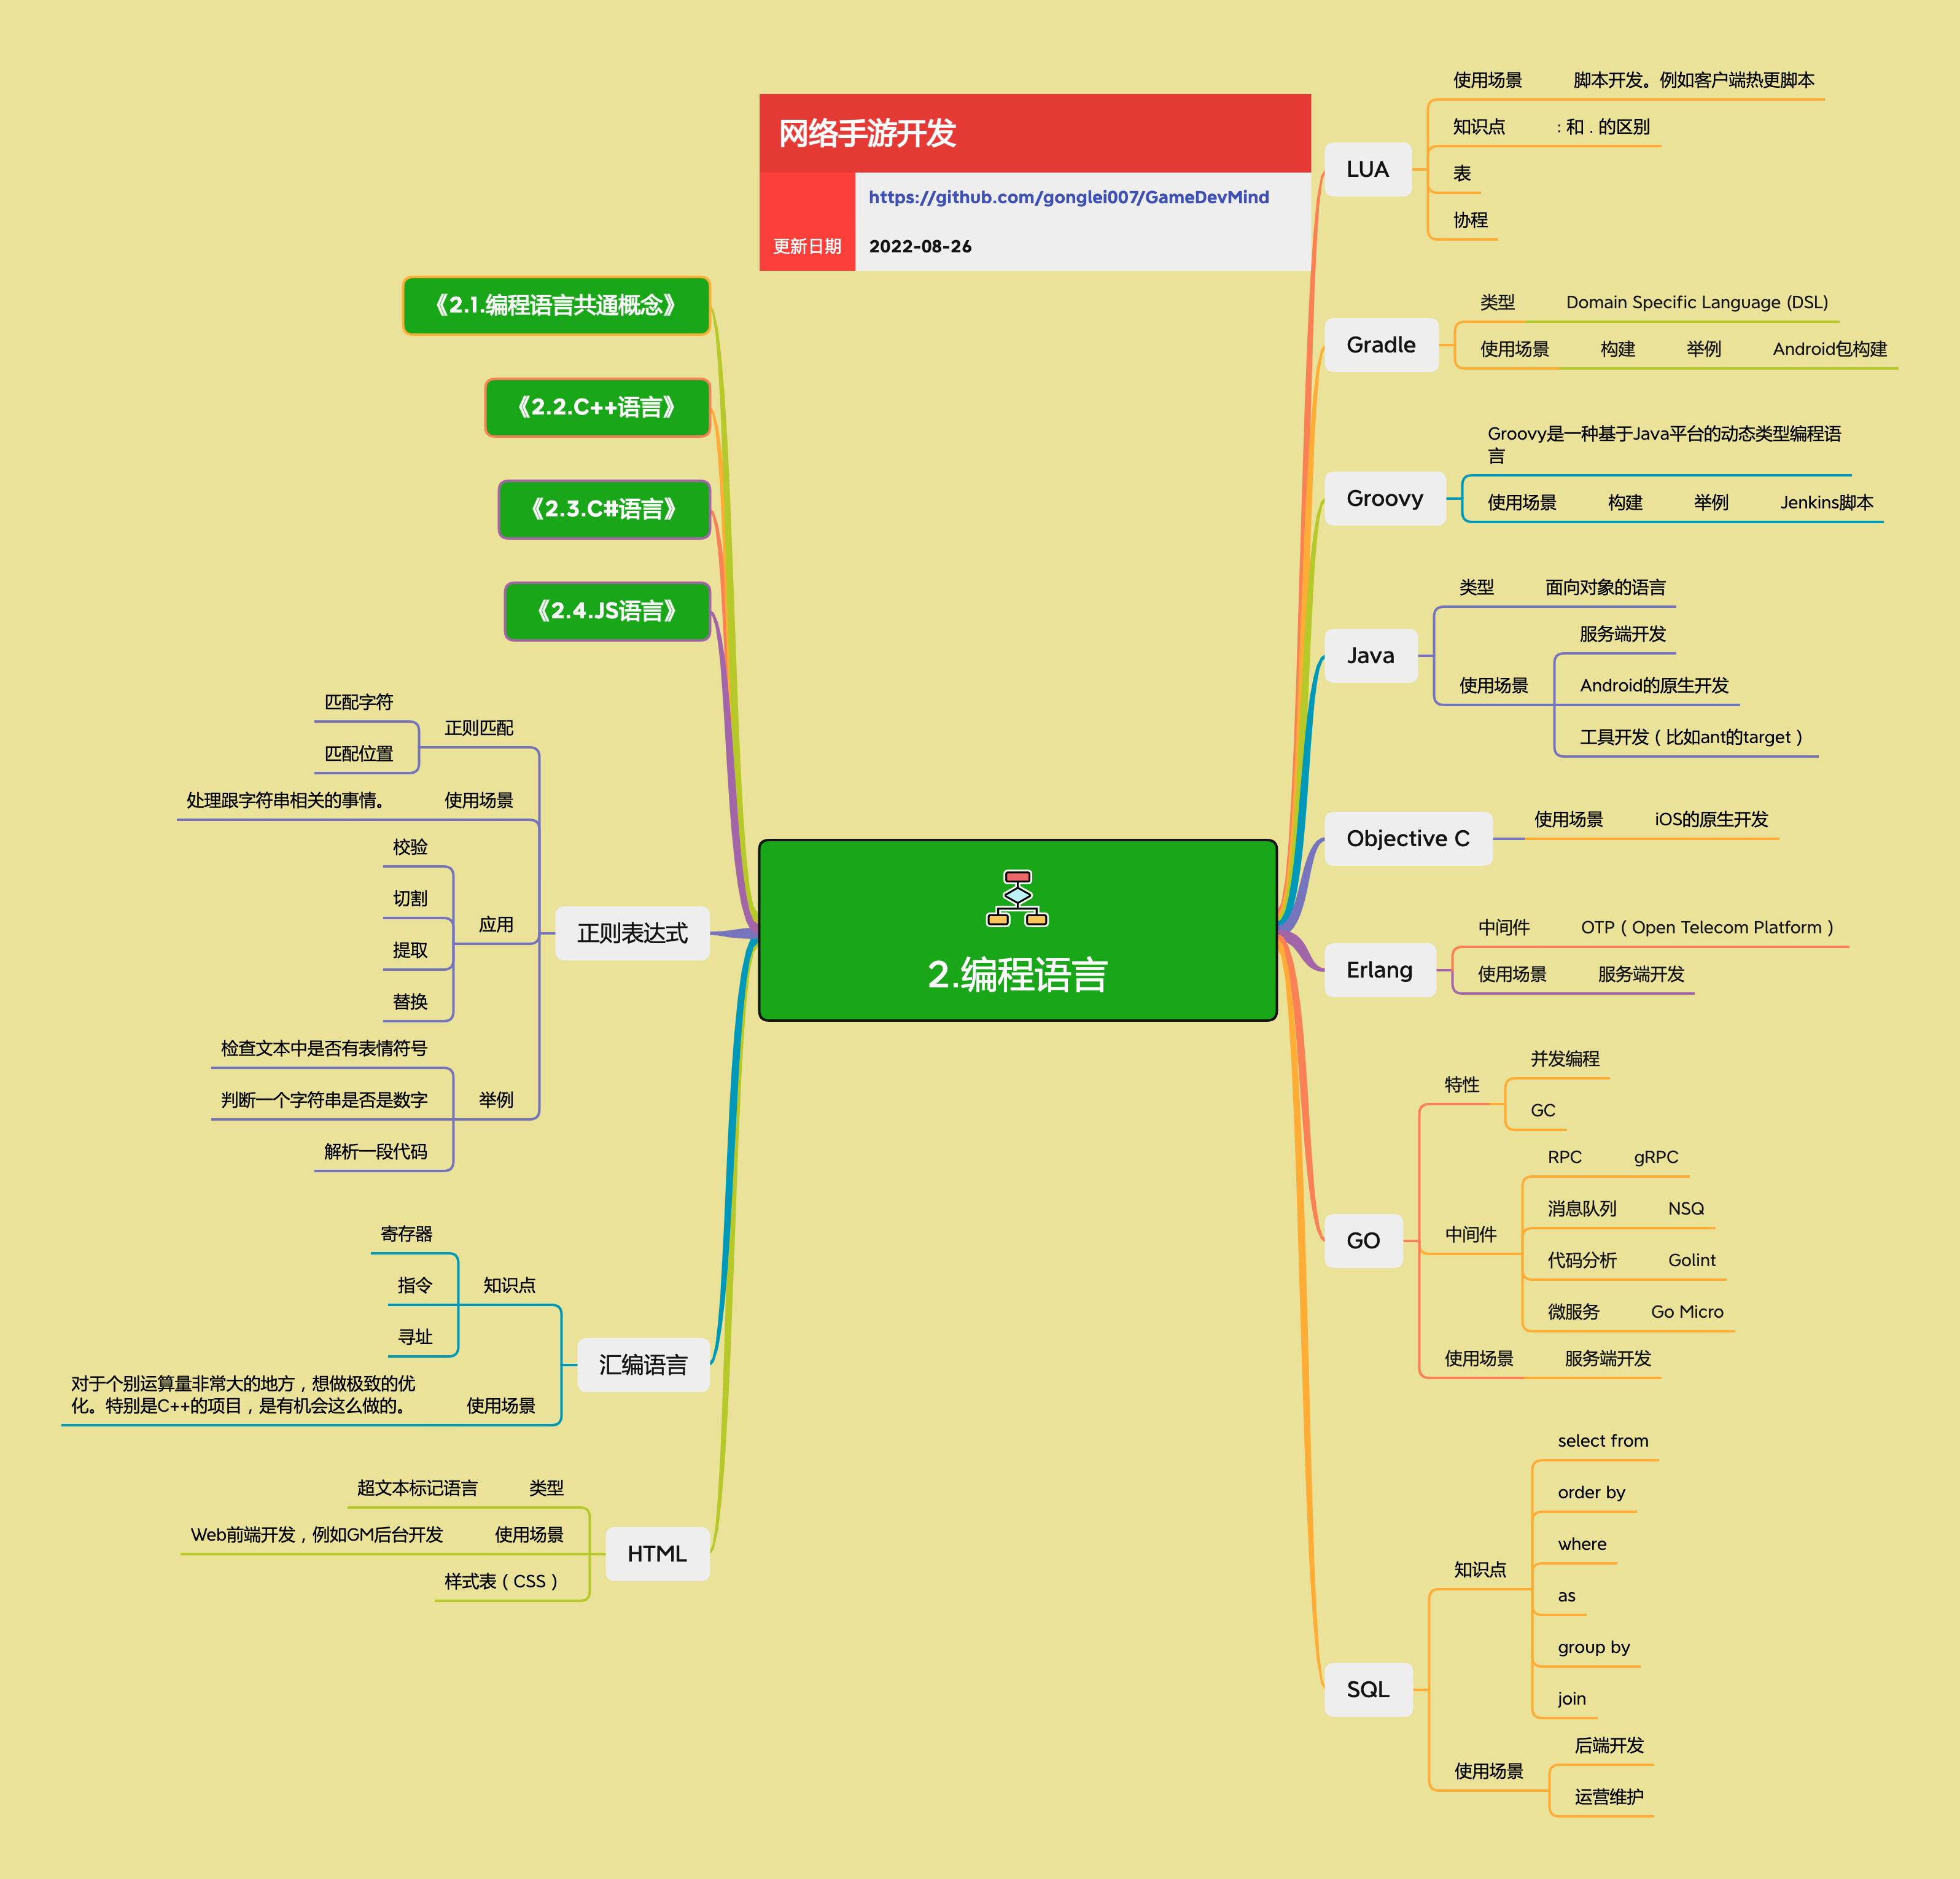 网络手游开发
https://github.com/gonglei007/GameDevMind
更新日期 2022-08-26
2.编程语言
《2.1.编程语言共通概念》
《2.2.C++语言》
《2.3.C#语言》
《2.4.JS语言》
正则表达式
正则匹配
匹配字符
匹配位置
使用场景
处理跟字符串相关的事情。
应用
校验
切割
提取
替换
举例
检查文本中是否有表情符号
判断一个字符串是否是数字
解析一段代码
汇编语言
知识点
寄存器
指令
寻址
使用场景
对于个别运算量非常大的地方，想做极致的优
化。特别是C++的项目，是有机会这么做的。
HTML
类型
超文本标记语言
使用场景
Web前端开发，例如GM后台开发
样式表（CSS）
LUA
使用场景
脚本开发。例如客户端热更脚本
知识点
: 和 . 的区别
表
协程
Gradle
类型
Domain Specific Language (DSL)
使用场景
构建
举例
Android包构建
Groovy
Groovy是一种基于Java平台的动态类型编程语
言
使用场景
构建
举例
Jenkins脚本
Java
类型
面向对象的语言
使用场景
服务端开发
Android的原生开发
工具开发（比如ant的target）
Objective C
使用场景
iOS的原生开发
Erlang
中间件
OTP（Open Telecom Platform）
使用场景
服务端开发
GO
特性
并发编程
GC
中间件
RPC
gRPC
消息队列
NSQ
代码分析
Golint
微服务
Go Micro
使用场景
服务端开发
SQL
知识点
select from
order by
where
as
group by
join
使用场景
后端开发
运营维护